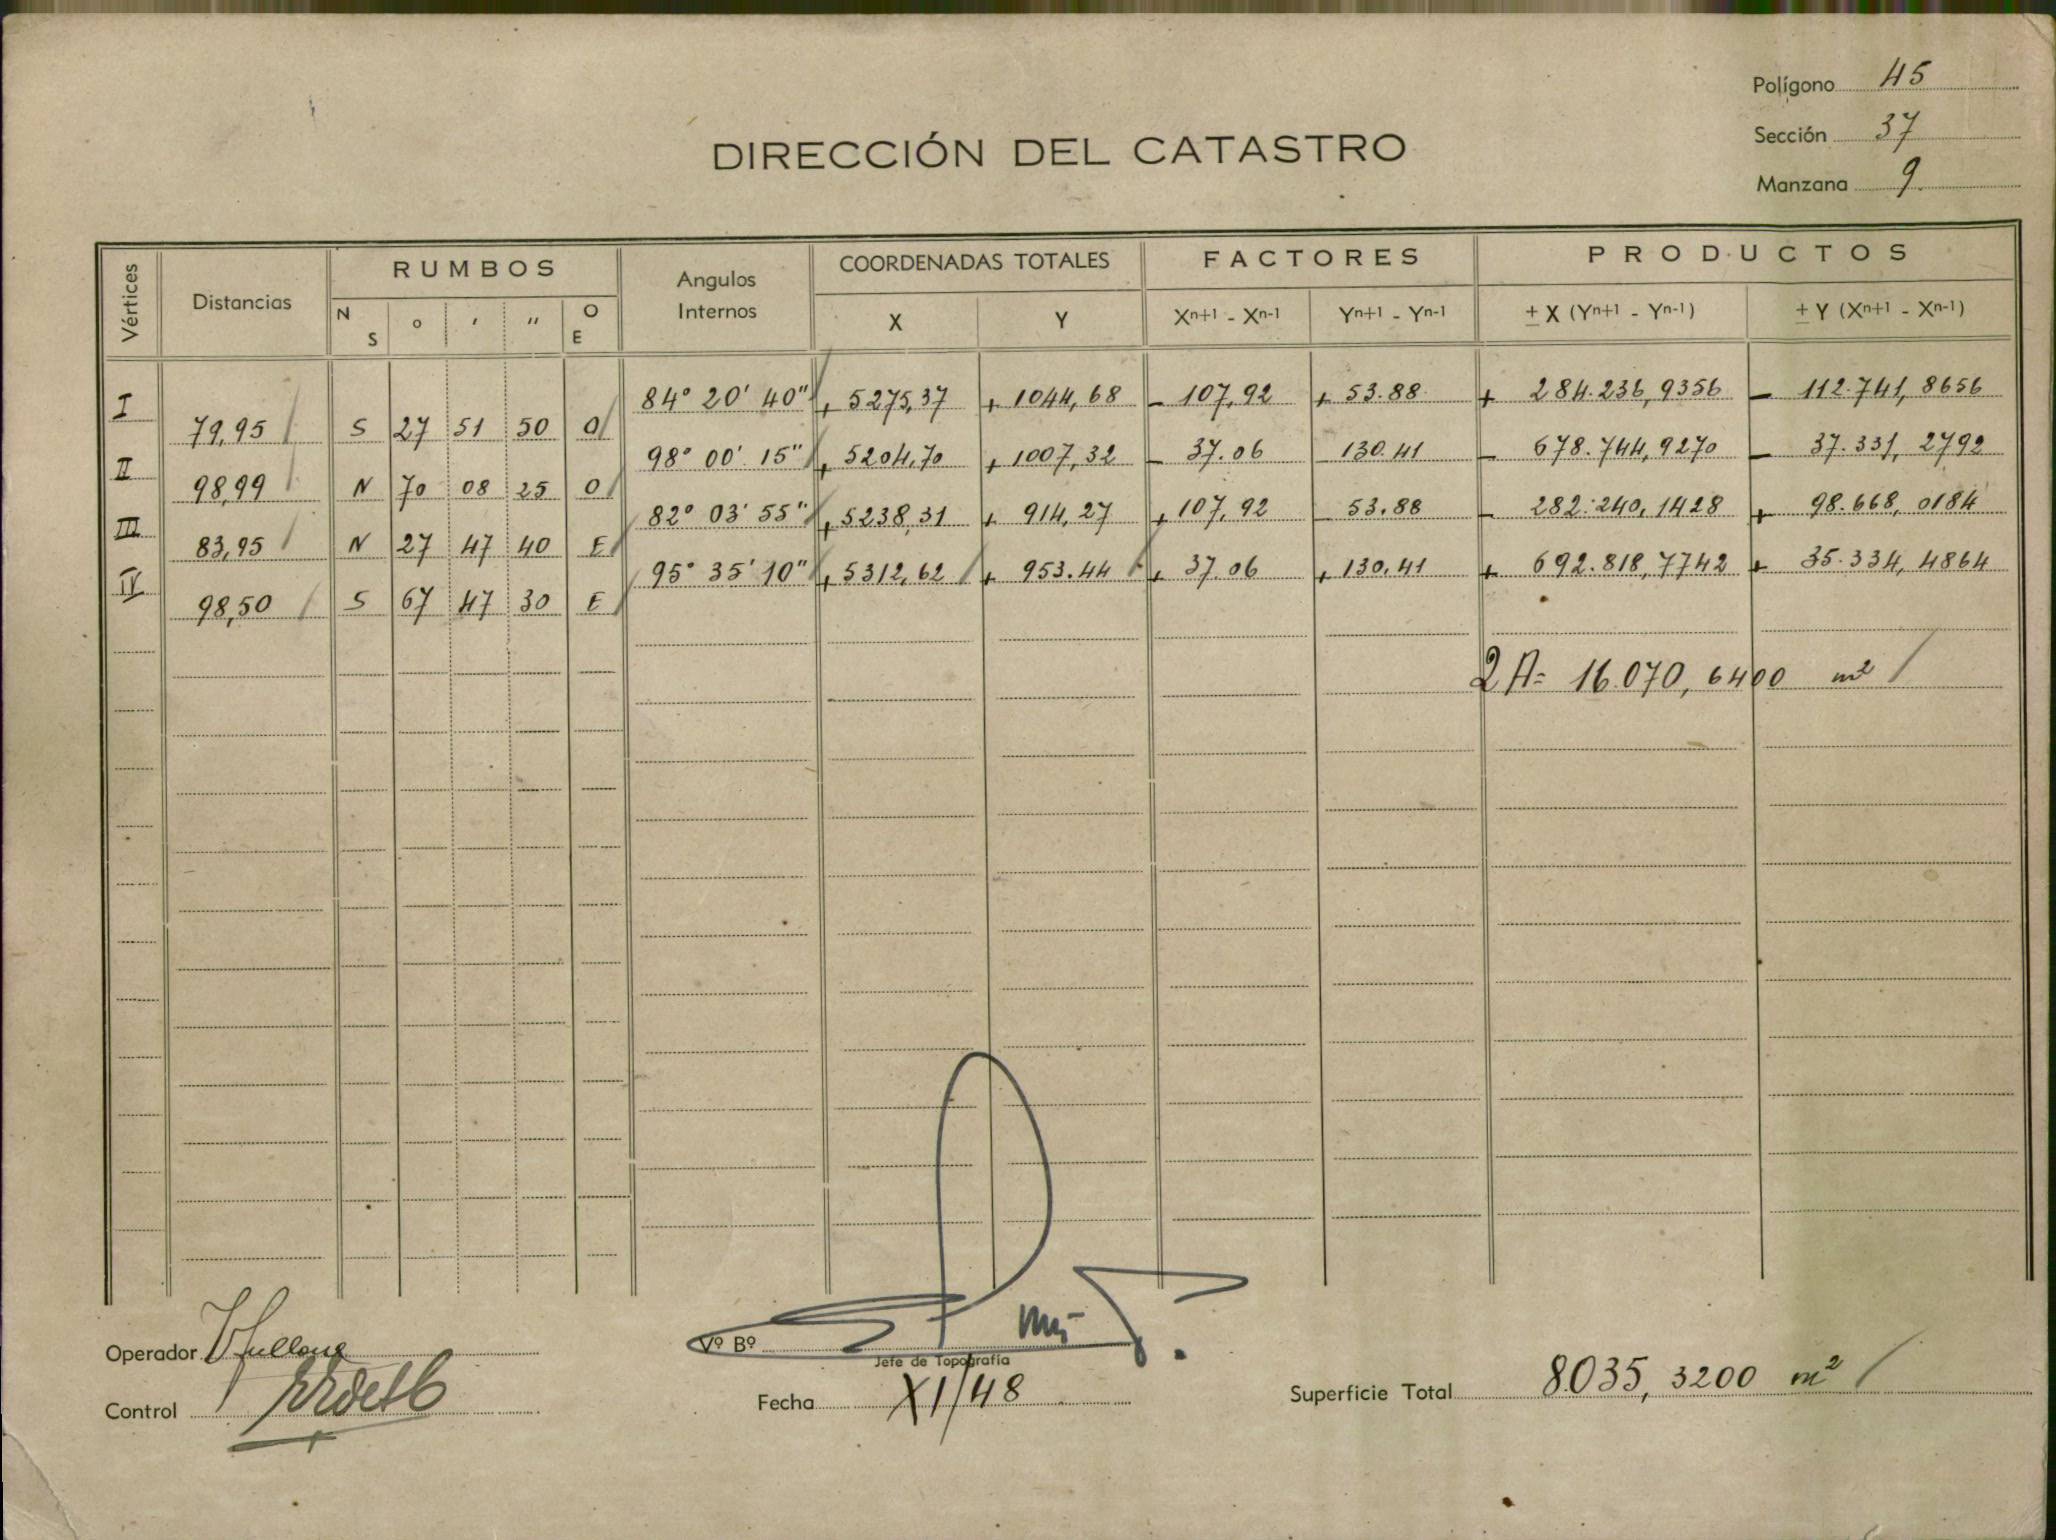 Polígono 45
Sección 37
Manzana 9
DIRECCIÓN DEL CATASTRO
Vértices Distancias RUMBOS Angulos Internos COORDENADAS TOTALES FACTORES PRODUCTOS
N S ° ' " O E X Y Xn+1 - Xn-1 Yn+1 - Yn-1 ± X (Yn+1 - Yn-1) ± Y (Xn+1 - Xn-1)
I 84° 20' 40" + 5275,37 + 1044,68 - 107,92 + 53.88 + 284.236,9356 - 112.741,8656
79,95 S 27 51 50 O
II 98° 00' 15" + 5204,70 + 1007,32 - 37.06 130.41 - 678.744,9270 - 37.331,2792
98,99 N 70 08 25 O
III 82° 03' 55" + 5238,31 + 914,27 + 107,92 - 53.88 - 282.240,1428 + 98.668,0184
83,95 N 27 47 40 E
IV 95° 35' 10" + 5312,62 + 953.44 + 37.06 + 130,41 + 692.818,7742 + 35.334,4864
98,50 S 67 47 30 E
2A= 16.070,6400 m²
Operador
Control
Vº Bº
Jefe de Topografía
Fecha XI/48
Superficie Total 8.035,3200 m²